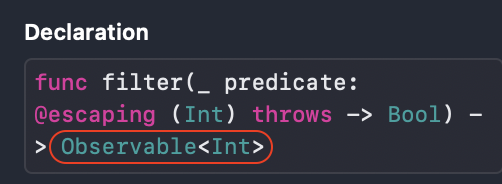 Declaration
func filter(_ predicate:
@escaping (Int) throws -> Bool) -
> Observable<Int>